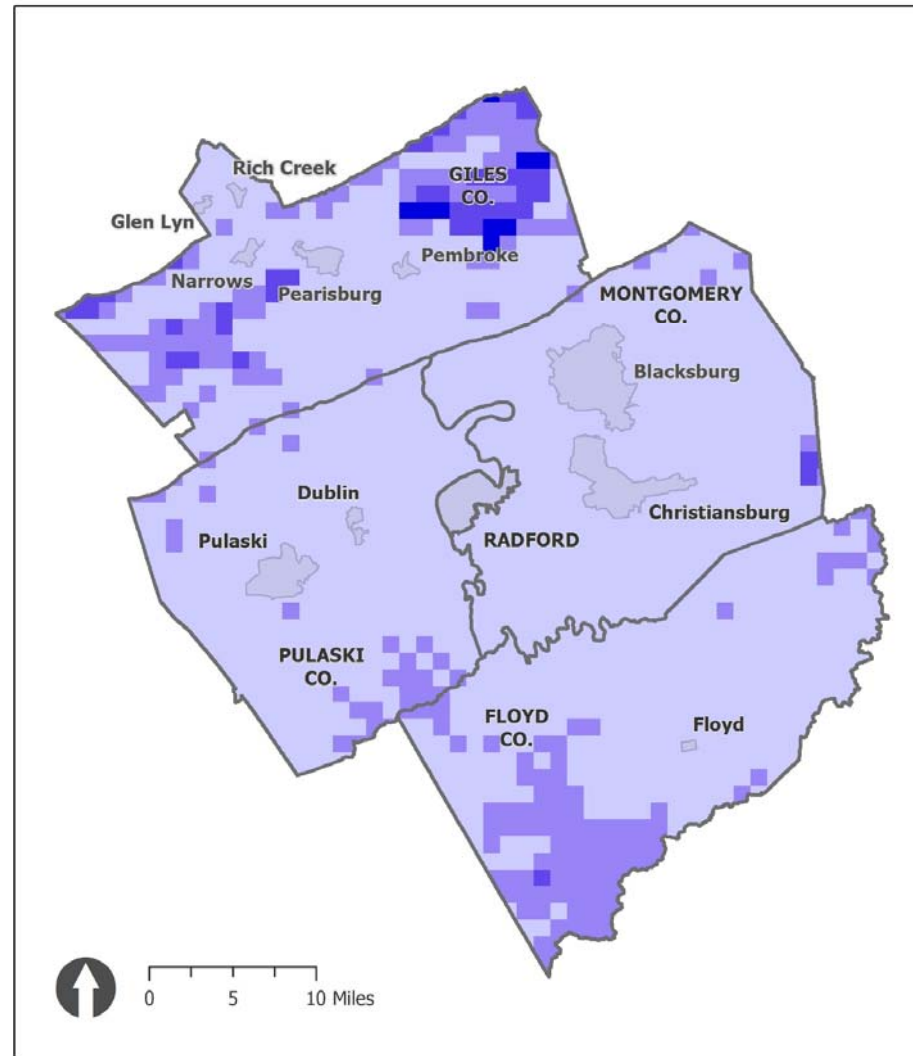 Rich Creek
GILES
CO.
Glen Lyn
Pembroke
Narrows
Pearisburg
MONTGOMERY
CO.
Blacksburg
Dublin
Christiansburg
Pulaski
RADFORD
PULASKI
CO.
FLOYD
CO.
Floyd
0 5 10 Miles